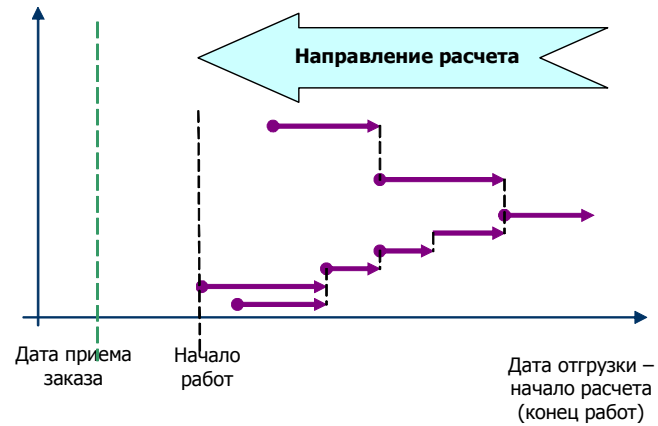 Направление расчета
Дата приема
заказа
Начало
работ
Дата отгрузки –
начало расчета
(конец работ)